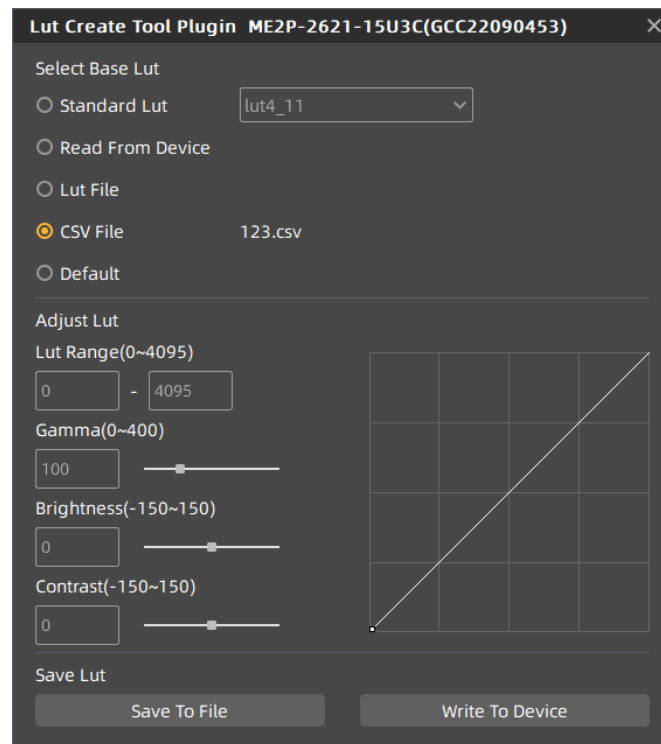 Lut Create Tool Plugin ME2P-2621-15U3C(GCC22090453)
Select Base Lut
Standard Lut lut4_11
Read From Device
Lut File
CSV File 123.csv
Default
Adjust Lut
Lut Range(0~4095)
0 - 4095
Gamma(0~400)
100
Brightness(-150~150)
0
Contrast(-150~150)
0
Save Lut
Save To File Write To Device